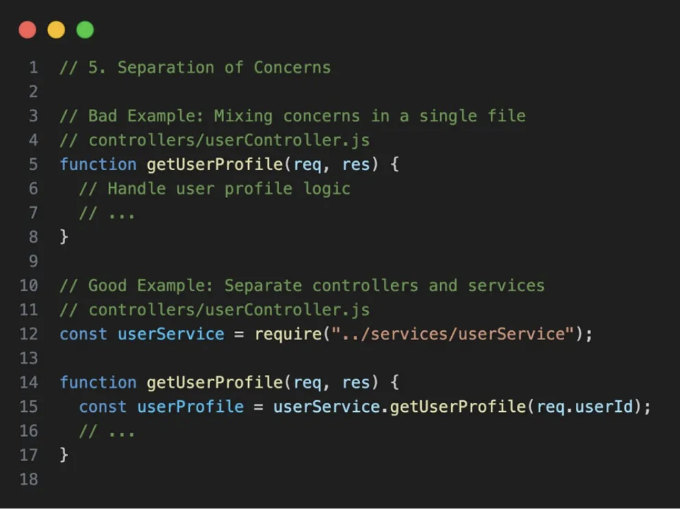 1 // 5. Separation of Concerns
2
3 // Bad Example: Mixing concerns in a single file
4 // controllers/userController.js
5 function getUserProfile(req, res) {
6   // Handle user profile logic
7   // ...
8 }
9
10 // Good Example: Separate controllers and services
11 // controllers/userController.js
12 const userService = require("../services/userService");
13
14 function getUserProfile(req, res) {
15   const userProfile = userService.getUserProfile(req.userId);
16   // ...
17 }
18